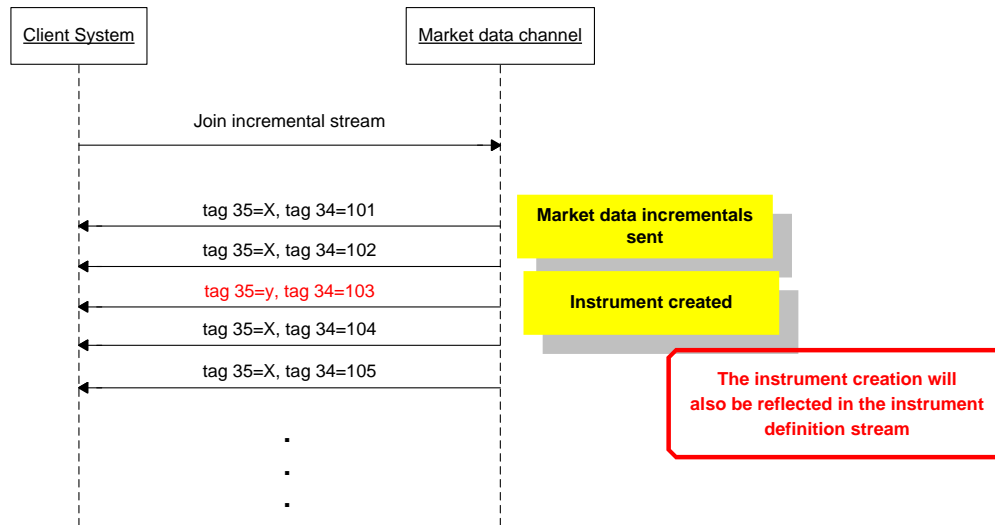 Client System
Market data channel
Join incremental stream
tag 35=X, tag 34=101
Market data incrementals
sent
tag 35=X, tag 34=102
tag 35=y, tag 34=103
Instrument created
tag 35=X, tag 34=104
tag 35=X, tag 34=105
The instrument creation will
also be reflected in the instrument
definition stream